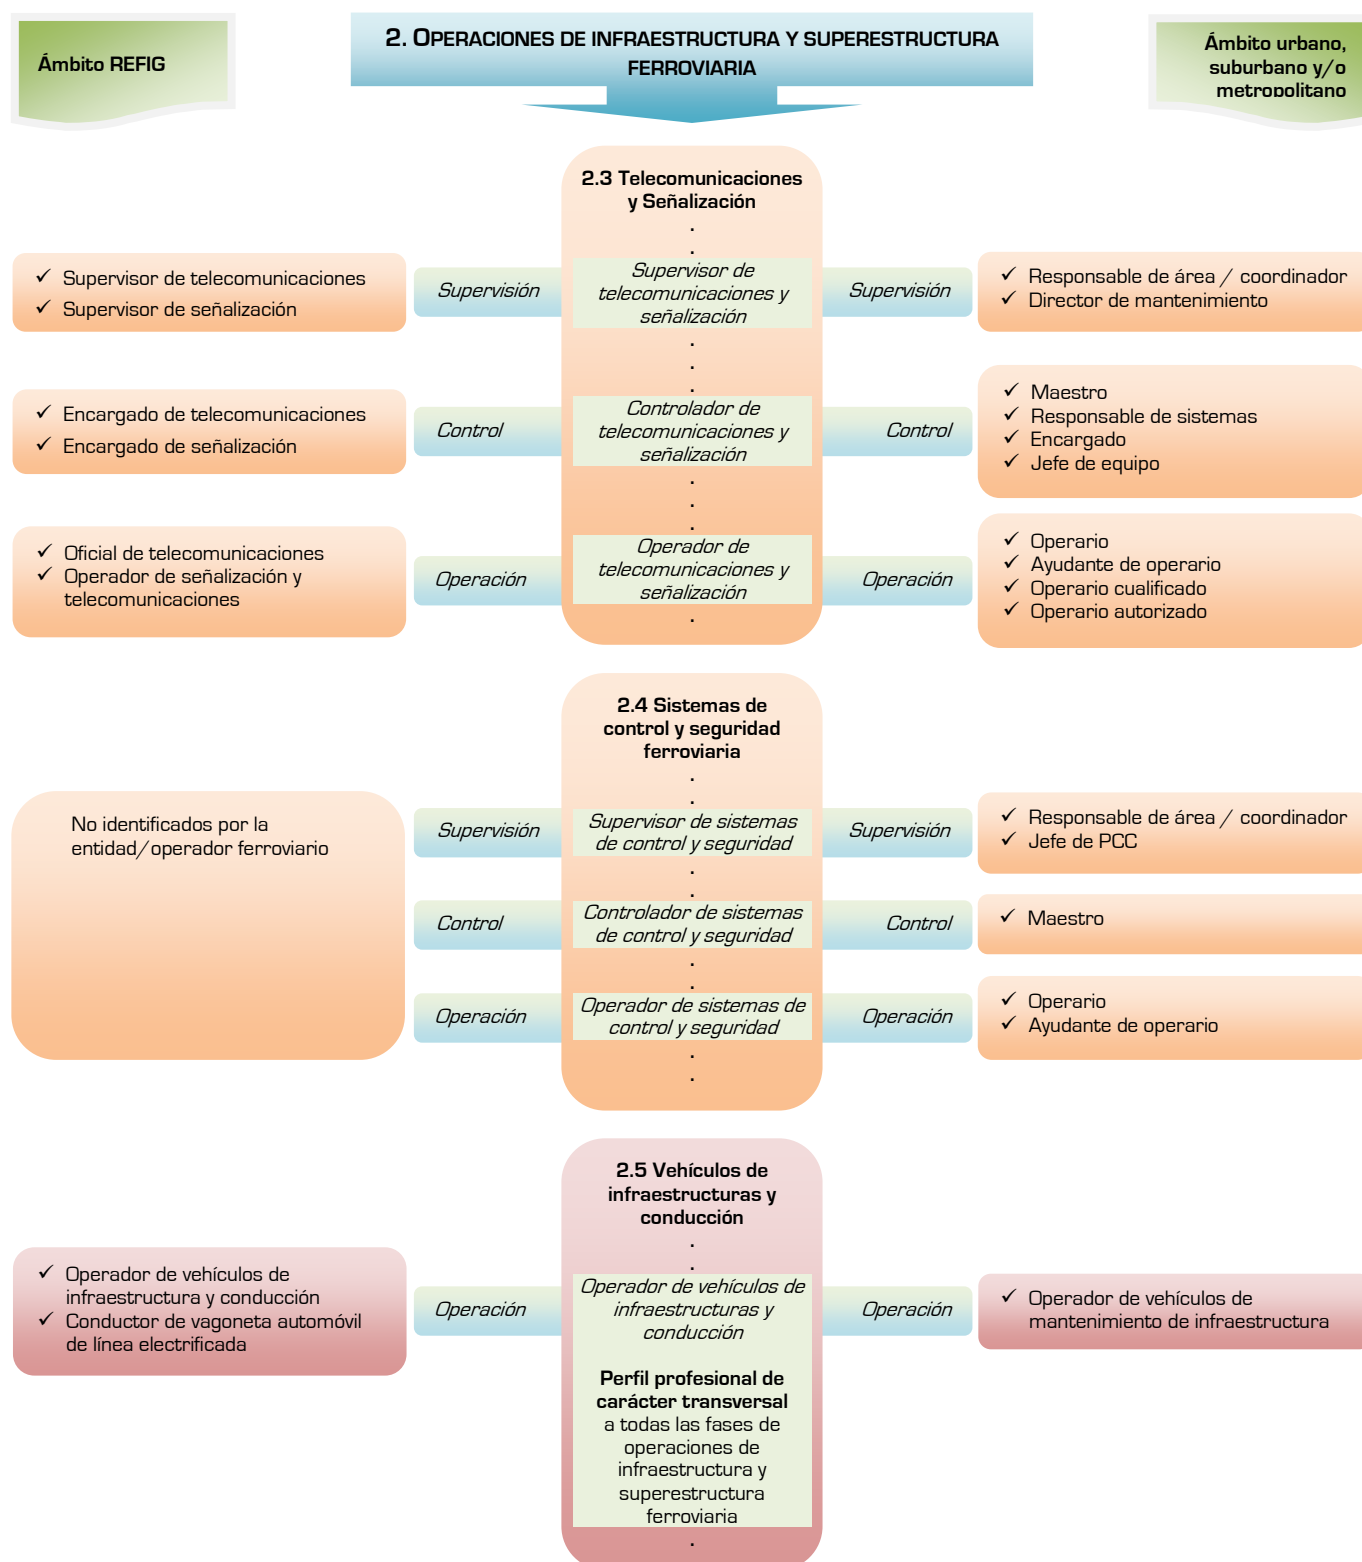 Ámbito REFIG
2. OPERACIONES DE INFRAESTRUCTURA Y SUPERESTRUCTURA
FERROVIARIA
Ámbito urbano,
suburbano y/o
metropolitano
2.3 Telecomunicaciones
y Señalización
.
.
✓ Supervisor de telecomunicaciones
✓ Supervisor de señalización
Supervisión
Supervisor de
telecomunicaciones y
señalización
Supervisión
✓ Responsable de área / coordinador
✓ Director de mantenimiento
.
.
.
✓ Encargado de telecomunicaciones
✓ Encargado de señalización
Control
Controlador de
telecomunicaciones y
señalización
Control
✓ Maestro
✓ Responsable de sistemas
✓ Encargado
✓ Jefe de equipo
.
.
.
✓ Oficial de telecomunicaciones
✓ Operador de señalización y
telecomunicaciones
Operación
Operador de
telecomunicaciones y
señalización
Operación
✓ Operario
✓ Ayudante de operario
✓ Operario cualificado
✓ Operario autorizado
.
2.4 Sistemas de
control y seguridad
ferroviaria
.
.
No identificados por la
entidad/operador ferroviario
Supervisión
Supervisor de sistemas
de control y seguridad
Supervisión
✓ Responsable de área / coordinador
✓ Jefe de PCC
.
.
Control
Controlador de sistemas
de control y seguridad
Control
✓ Maestro
.
.
Operación
Operador de sistemas de
control y seguridad
Operación
✓ Operario
✓ Ayudante de operario
.
.
2.5 Vehículos de
infraestructuras y
conducción
.
.
✓ Operador de vehículos de
infraestructura y conducción
✓ Conductor de vagoneta automóvil
de línea electrificada
Operación
Operador de vehículos de
infraestructuras y
conducción
Perfil profesional de
carácter transversal
a todas las fases de
operaciones de
infraestructura y
superestructura
ferroviaria
.
Operación
✓ Operador de vehículos de
mantenimiento de infraestructura